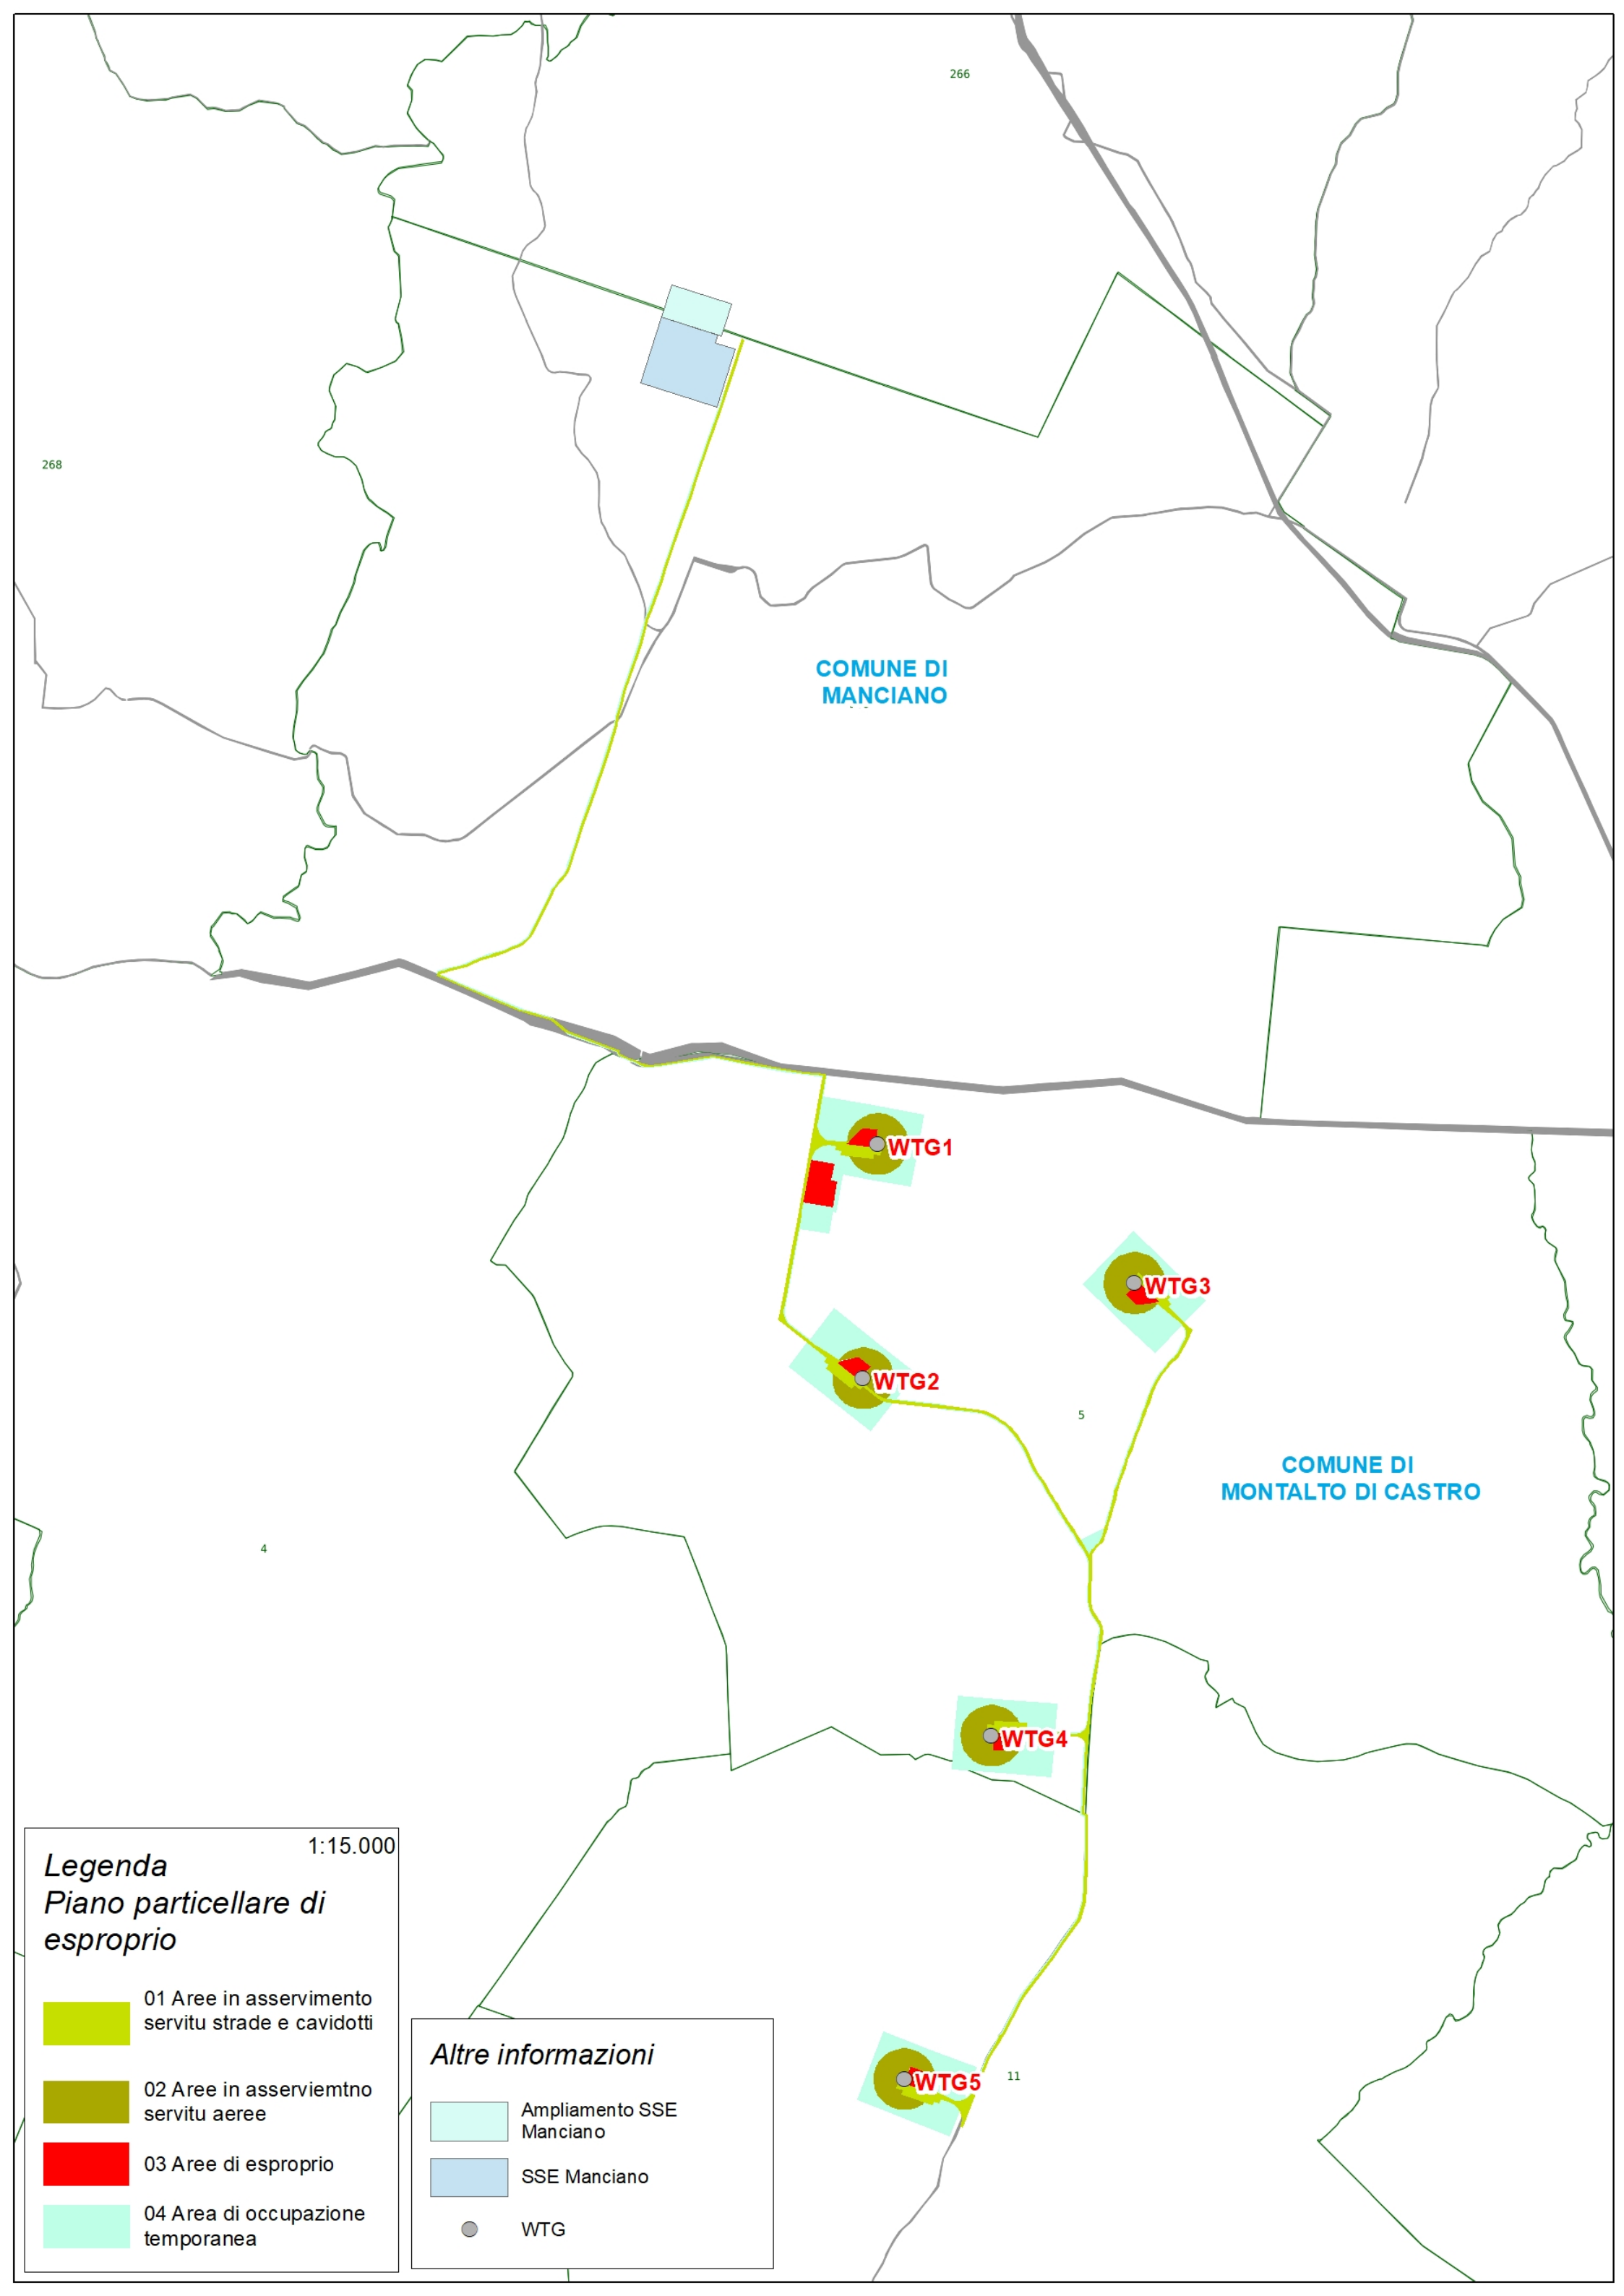 266
268
COMUNE DI
MANCIANO
WTG1
WTG3
WTG2
5
COMUNE DI
MONTALTO DI CASTRO
4
WTG4
WTG5
11
1:15.000
Legenda
Piano particellare di
esproprio
01 Aree in asservimento
servitu strade e cavidotti
02 Aree in asserviemtno
servitu aeree
03 Aree di esproprio
04 Area di occupazione
temporanea
Altre informazioni
Ampliamento SSE
Manciano
SSE Manciano
WTG